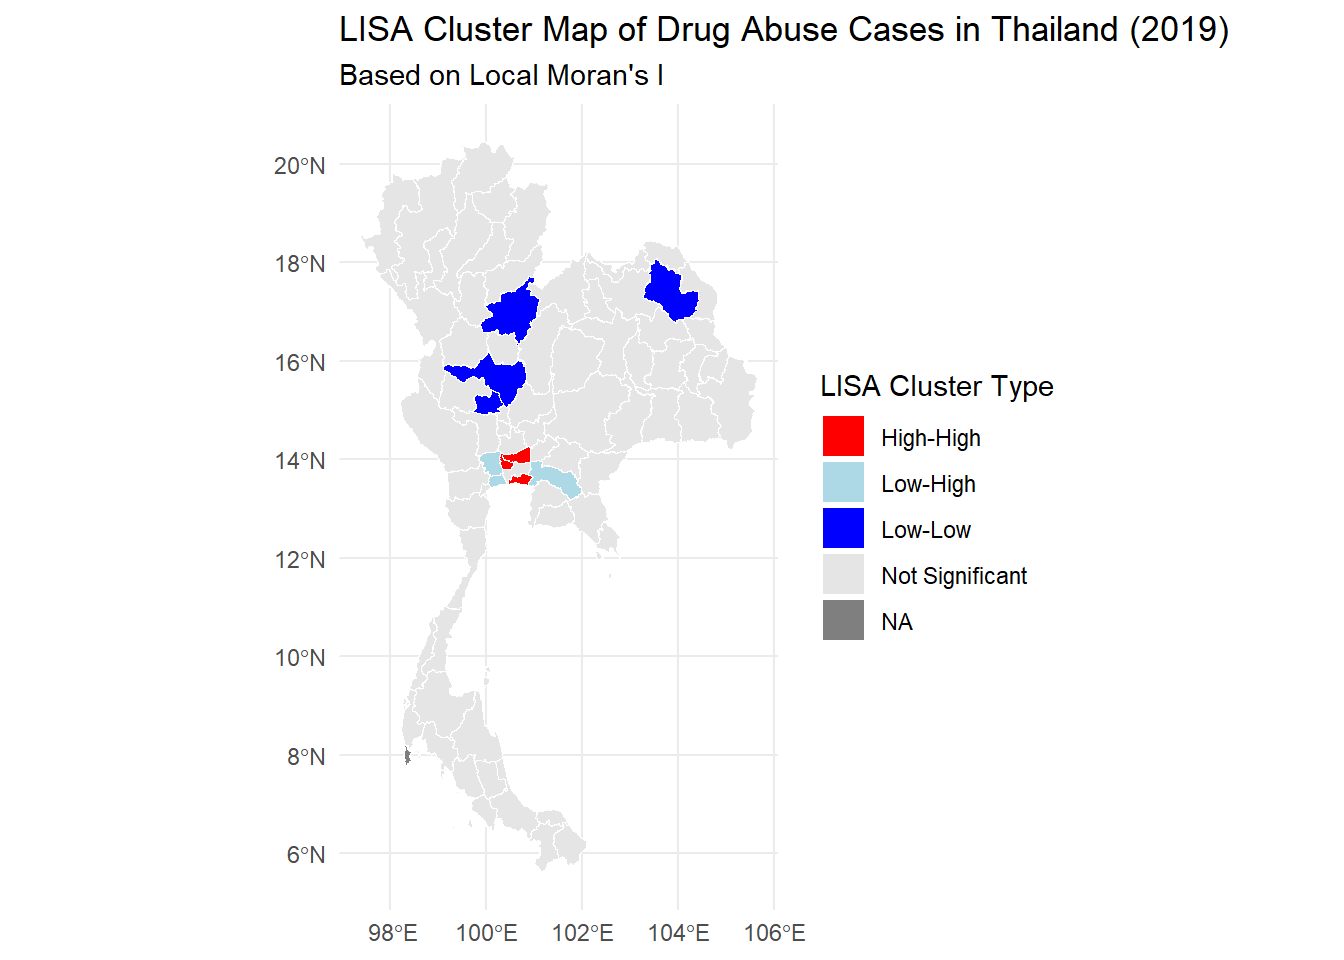 LISA Cluster Map of Drug Abuse Cases in Thailand (2019)
Based on Local Moran's I
20°N
18°N
16°N
14°N
12°N
10°N
8°N
6°N
98°E
100°E
102°E
104°E
106°E
LISA Cluster Type
High-High
Low-High
Low-Low
Not Significant
NA